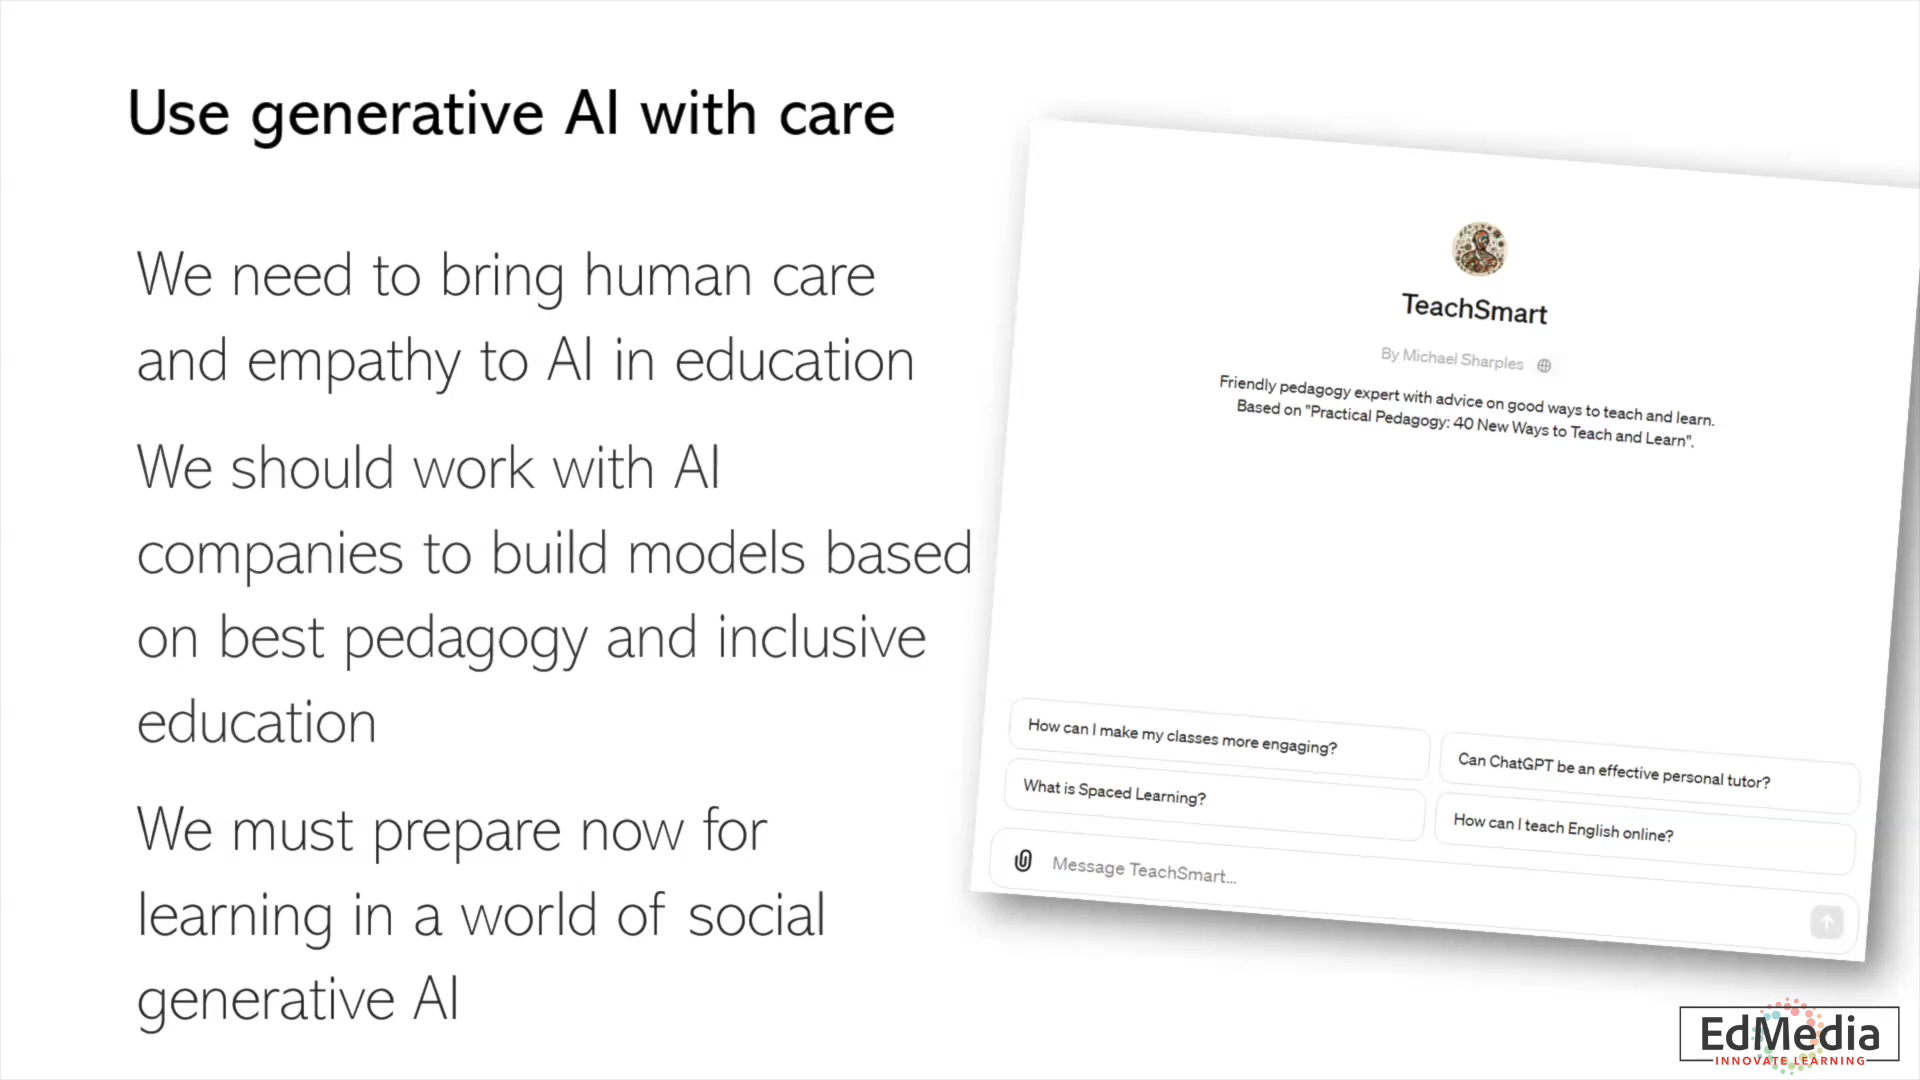 Use generative AI with care
We need to bring human care
and empathy to AI in education
We should work with AI
companies to build models based
on best pedagogy and inclusive
education
We must prepare now for
learning in a world of social
generative AI
TeachSmart
By Michael Sharples
Friendly pedagogy expert with advice on good ways to teach and learn.
Based on "Practical Pedagogy: 40 New Ways to Teach and Learn".
How can I make my classes more engaging?
Can ChatGPT be an effective personal tutor?
What is Spaced Learning?
How can I teach English online?
Message TeachSmart...
EdMedia
INNOVATE LEARNING